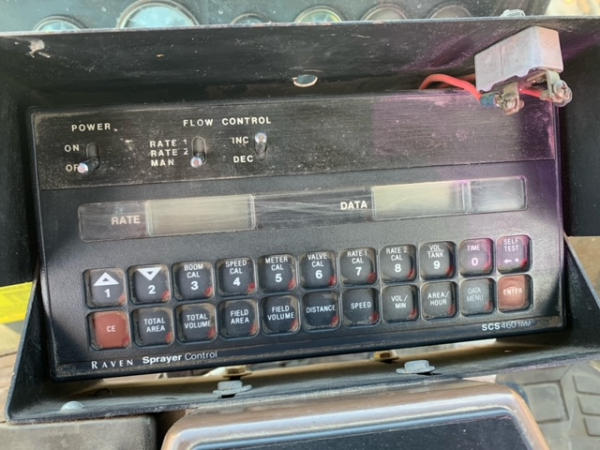 POWER
FLOW CONTROL
ON
RATE 1
RATE 2
MAN
INC
DEC
RATE
DATA
1
2
BOOM CAL 3
SPEED CAL 4
METER CAL 5
VALVE CAL 6
RATE 1 CAL 7
RATE 2 CAL 8
VOL TANK 9
TIME 0
SELF TEST
CE
TOTAL AREA
TOTAL VOLUME
FIELD AREA
FIELD VOLUME
DISTANCE
SPEED
VOL/ MIN
AREA/ HOUR
DATA MENU
ENTER
RAVEN Sprayer Control
SCS 460